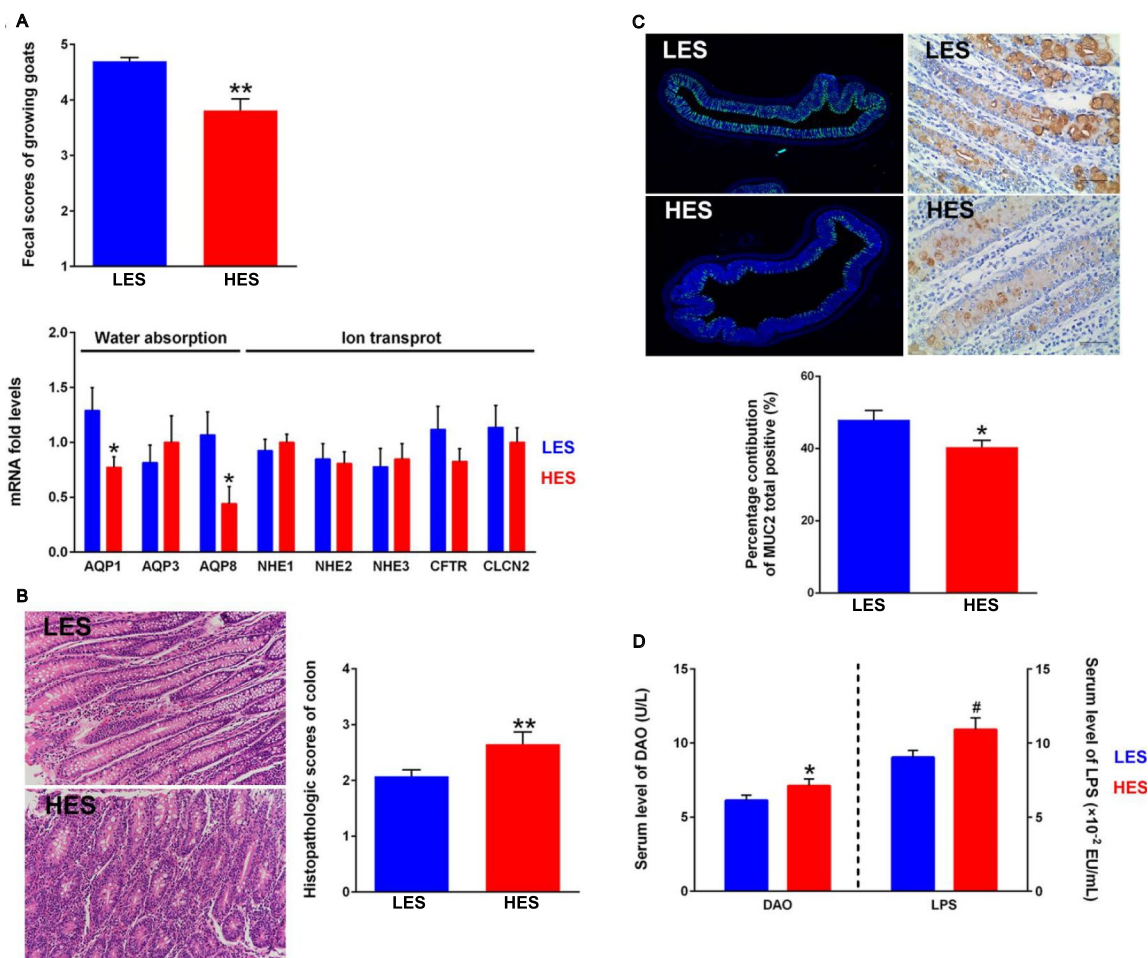 A
Fecal scores of growing goats
5
4
3
2
1
**
LES
HES
mRNA fold levels
2.0
1.5
1.0
0.5
0.0
Water absorption
Ion transprot
*
*
LES
HES
AQP1 AQP3 AQP8 NHE1 NHE2 NHE3 CFTR CLCN2
B
LES
HES
Histopathologic scores of colon
4
3
2
1
0
**
LES
HES
C
LES
LES
HES
HES
Percentage contibution
of MUC2 total positive (%)
60
40
20
0
*
LES
HES
D
Serum level of DAO (U/L)
15
10
5
0
*
#
DAO
LPS
15
10
5
0
Serum level of LPS (×10⁻² EU/mL)
LES
HES